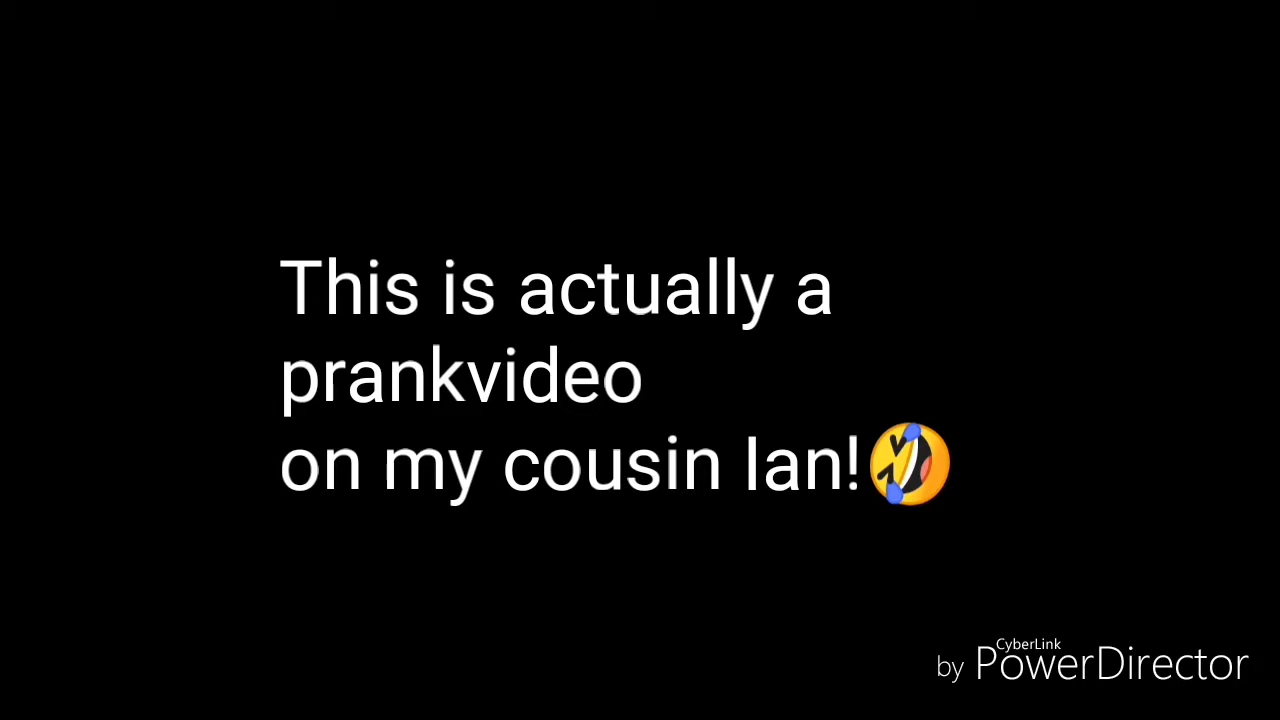 This is actually a
prankvideo
on my cousin Ian!🤣
CyberLink
by PowerDirector